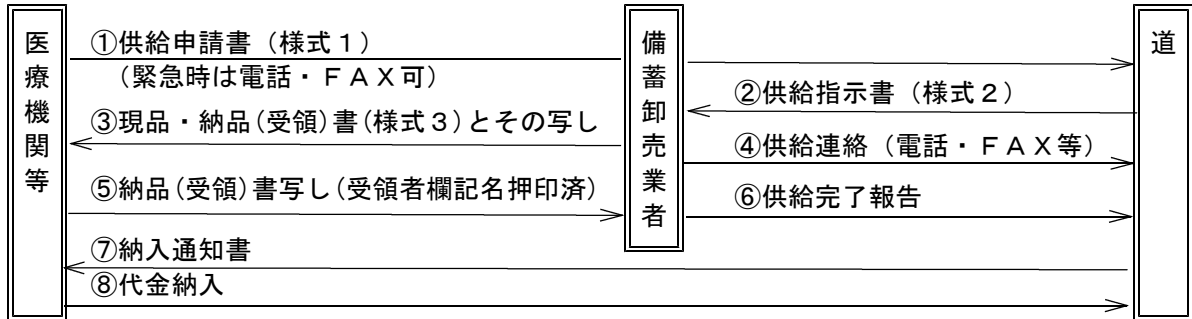 医療機関等
備蓄卸売業者
道
①供給申請書（様式１）
（緊急時は電話・ＦＡＸ可）
②供給指示書（様式２）
③現品・納品(受領)書(様式３)とその写し
④供給連絡（電話・ＦＡＸ等）
⑤納品(受領)書写し(受領者欄記名押印済)
⑥供給完了報告
⑦納入通知書
⑧代金納入